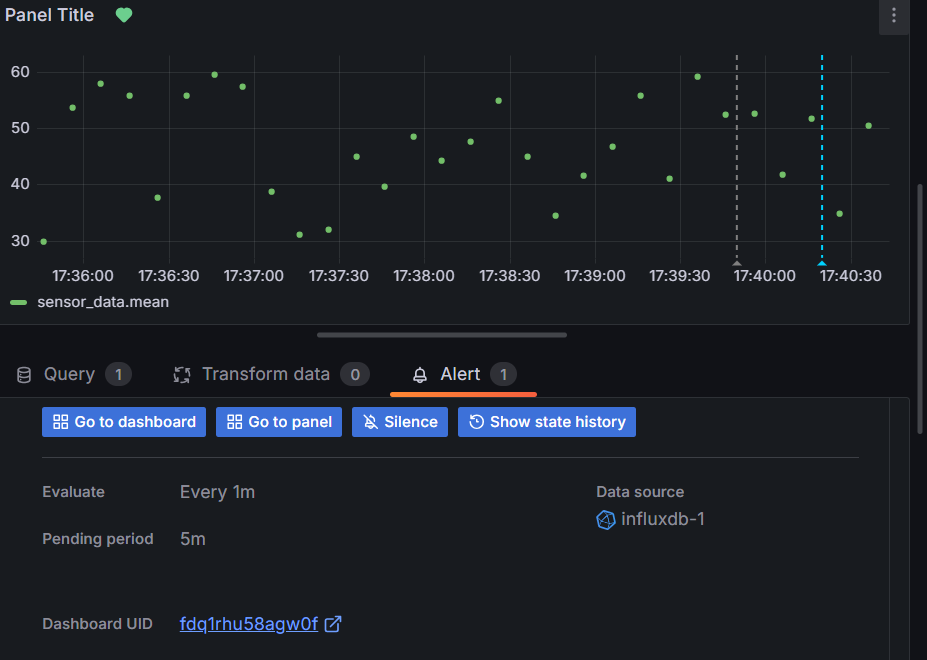 Panel Title
60
50
40
30
17:36:00 17:36:30 17:37:00 17:37:30 17:38:00 17:38:30 17:39:00 17:39:30 17:40:00 17:40:30
sensor_data.mean
Query 1 Transform data 0 Alert 1
Go to dashboard Go to panel Silence Show state history
Evaluate Every 1m Data source
influxdb-1
Pending period 5m
Dashboard UID fdq1rhu58agw0f